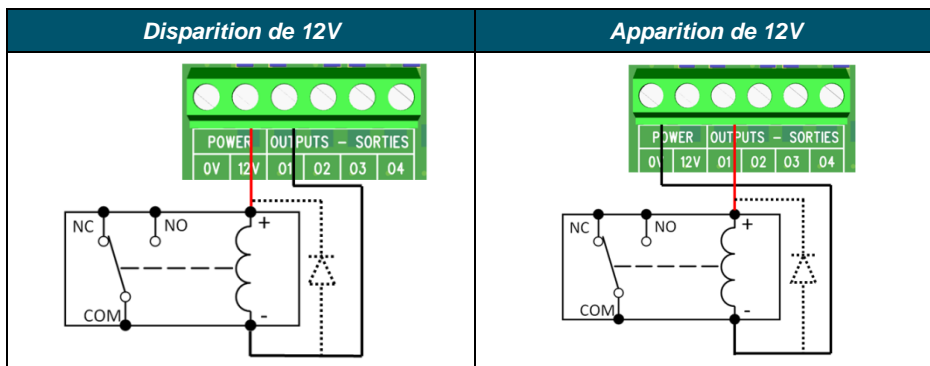 Disparition de 12V
Apparition de 12V
POWER OUTPUTS – SORTIES
0V 12V 01 02 03 04
NC NO +
COM -
POWER OUTPUTS – SORTIES
0V 12V 01 02 03 04
NC NO +
COM -